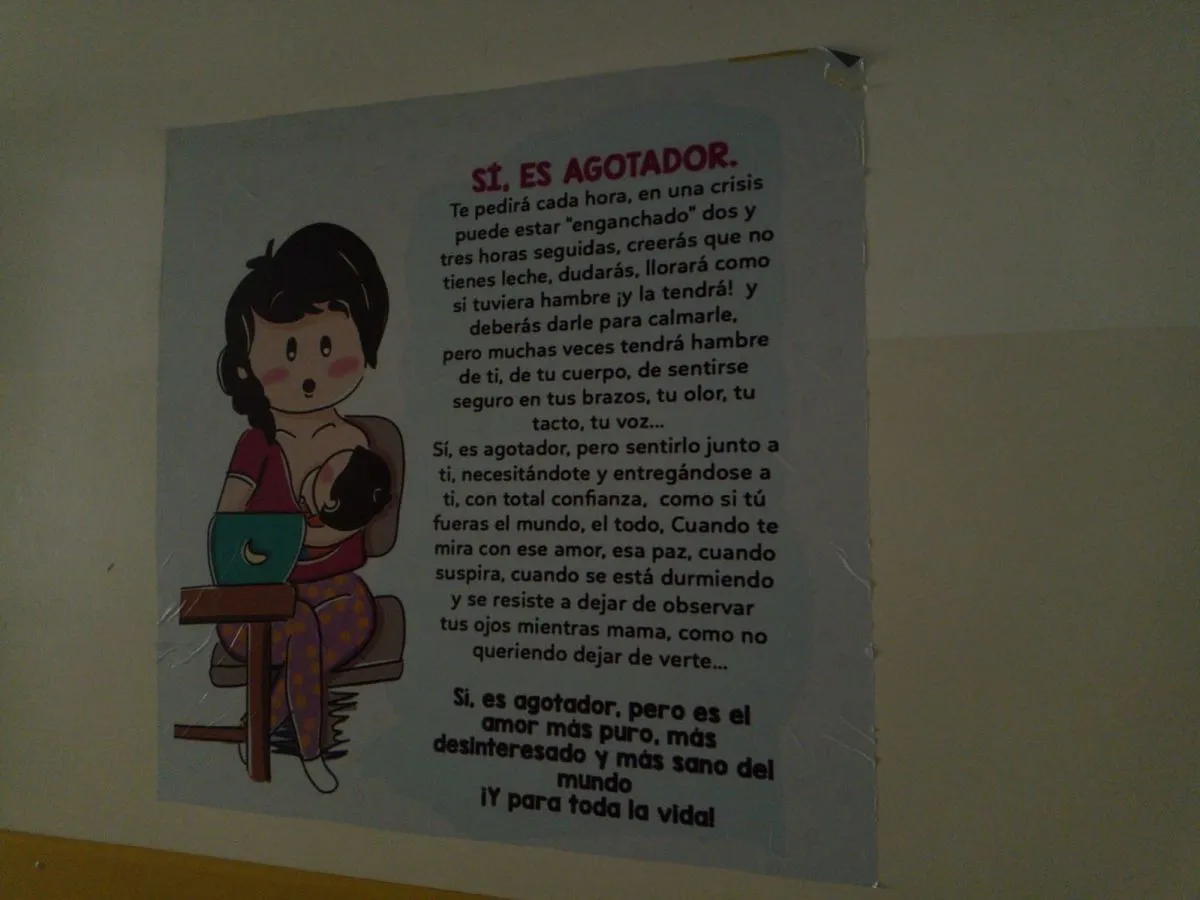 SÍ, ES AGOTADOR.
Te pedirá cada hora, en una crisis
puede estar "enganchado" dos y
tres horas seguidas, creerás que no
tienes leche, dudarás, llorará como
si tuviera hambre ¡y la tendrá! y
deberás darle para calmarle,
pero muchas veces tendrá hambre
de ti, de tu cuerpo, de sentirse
seguro en tus brazos, tu olor, tu
tacto, tu voz...
Sí, es agotador, pero sentirlo junto a
ti, necesitándote y entregándose a
ti, con total confianza, como si tú
fueras el mundo, el todo, Cuando te
mira con ese amor, esa paz, cuando
suspira, cuando se está durmiendo
y se resiste a dejar de observar
tus ojos mientras mama, como no
queriendo dejar de verte...
Sí, es agotador, pero es el
amor más puro, más
desinteresado y más sano del
mundo
¡Y para toda la vida!